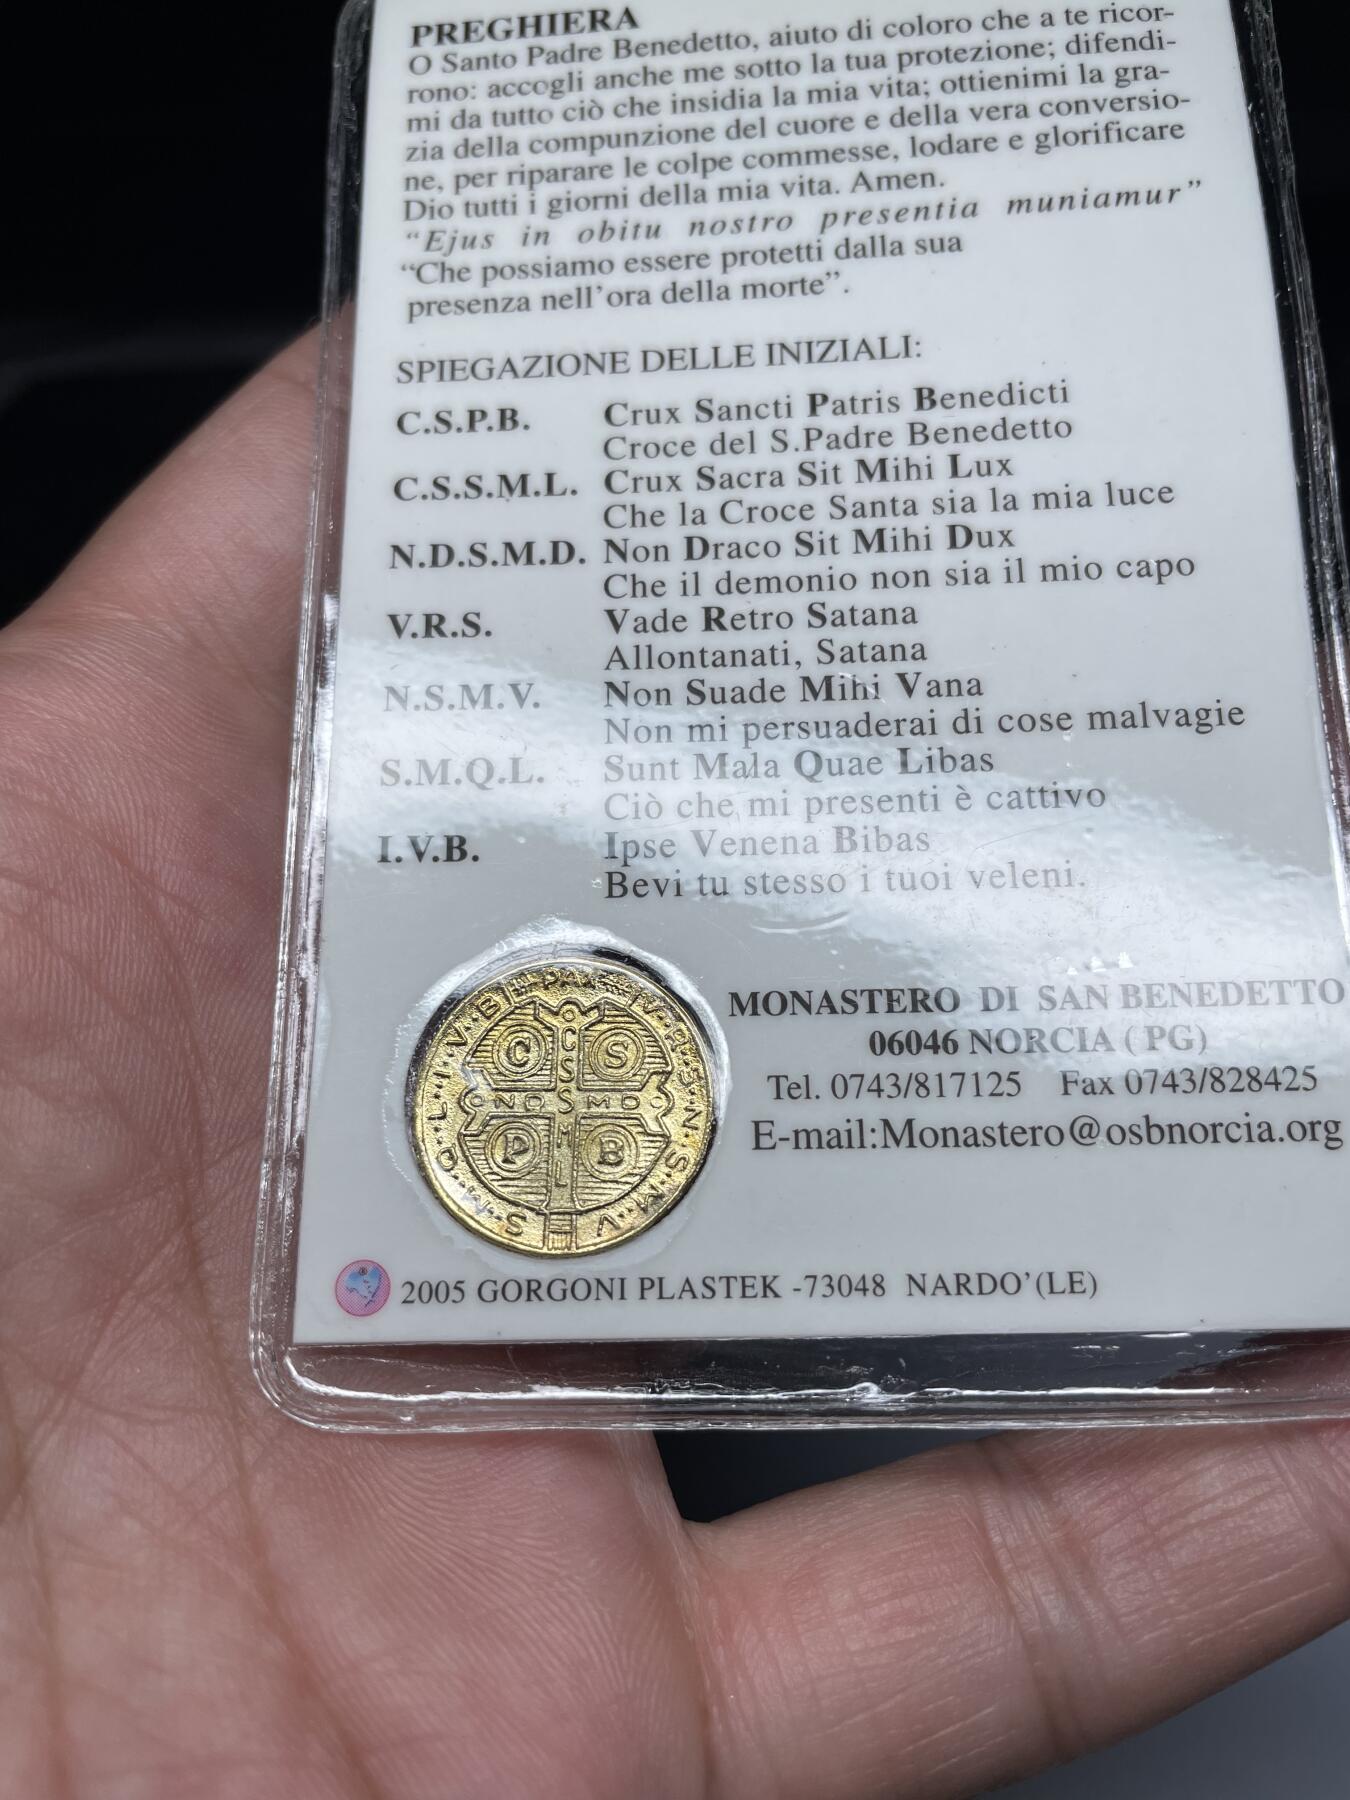 PREGHIERA
O Santo Padre Benedetto, aiuto di coloro che a te ricor-
rono: accogli anche me sotto la tua protezione; difendi-
mi da tutto ciò che insidia la mia vita; ottienimi la gra-
zia della compunzione del cuore e della vera conversio-
ne, per riparare le colpe commesse, lodare e glorificare
Dio tutti i giorni della mia vita. Amen.
“Ejus in obitu nostro presentia muniamur”
“Che possiamo essere protetti dalla sua
presenza nell’ora della morte”.
SPIEGAZIONE DELLE INIZIALI:
C.S.P.B. Crux Sancti Patris Benedicti
Croce del S.Padre Benedetto
C.S.S.M.L. Crux Sacra Sit Mihi Lux
Che la Croce Santa sia la mia luce
N.D.S.M.D. Non Draco Sit Mihi Dux
Che il demonio non sia il mio capo
V.R.S. Vade Retro Satana
Allontanati, Satana
N.S.M.V. Non Suade Mihi Vana
Non mi persuaderai di cose malvagie
S.M.Q.L. Sunt Mala Quae Libas
Ciò che mi presenti è cattivo
I.V.B. Ipse Venena Bibas
Bevi tu stesso i tuoi veleni.
MONASTERO DI SAN BENEDETTO
06046 NORCIA ( PG)
Tel. 0743/817125 Fax 0743/828425
E-mail:Monastero@osbnorcia.org
PAX
V·R·S·N·S·M·V
S·M·Q·L·I·V·B
C S
P B
C S S M L
N D S M D
® 2005 GORGONI PLASTEK -73048 NARDO’(LE)